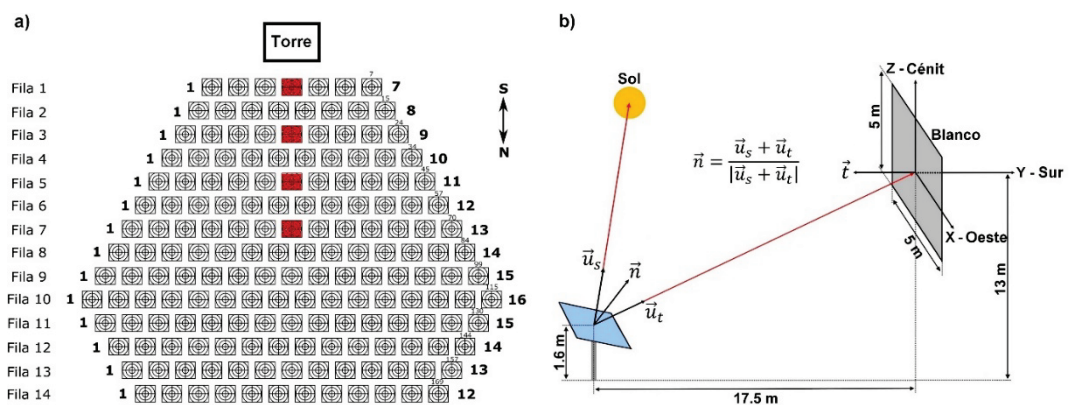 a)
Torre
Fila 1 1 7 7
Fila 2 1 15 8
Fila 3 1 24 9
Fila 4 1 34 10
Fila 5 1 45 11
Fila 6 1 57 12
Fila 7 1 70 13
Fila 8 1 84 14
Fila 9 1 99 15
Fila 10 1 115 16
Fila 11 1 130 15
Fila 12 1 144 14
Fila 13 1 157 13
Fila 14 1 169 12
S
N
b)
Sol
Z - Cénit
5 m
Blanco
n⃗ = (u⃗ₛ + u⃗ₜ) / |u⃗ₛ + u⃗ₜ|
t⃗
Y - Sur
X - Oeste
5 m
13 m
u⃗ₛ
n⃗
u⃗ₜ
1.6 m
17.5 m